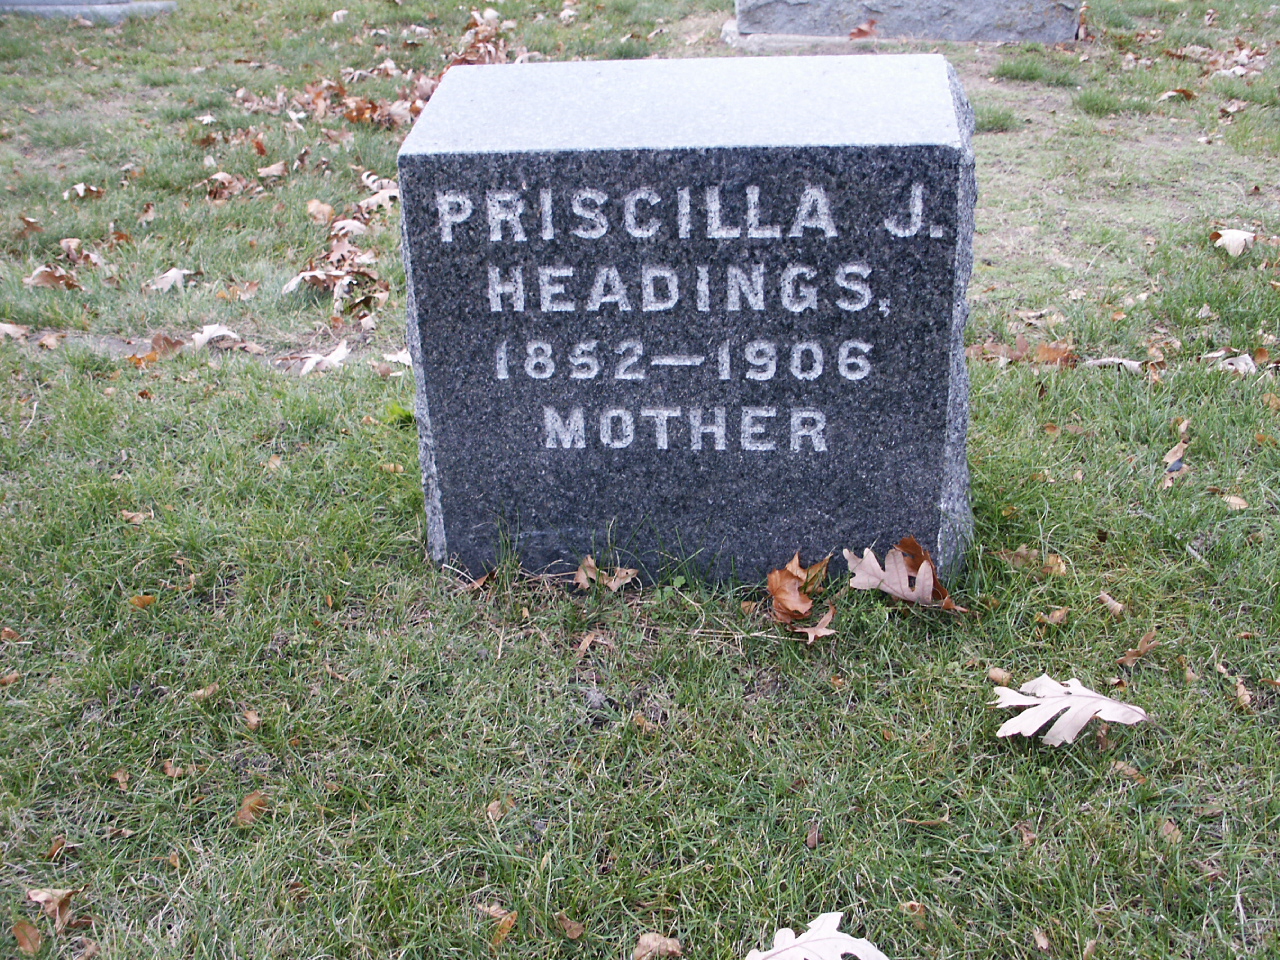 PRISCILLA J.
HEADINGS,
1852—1906
MOTHER